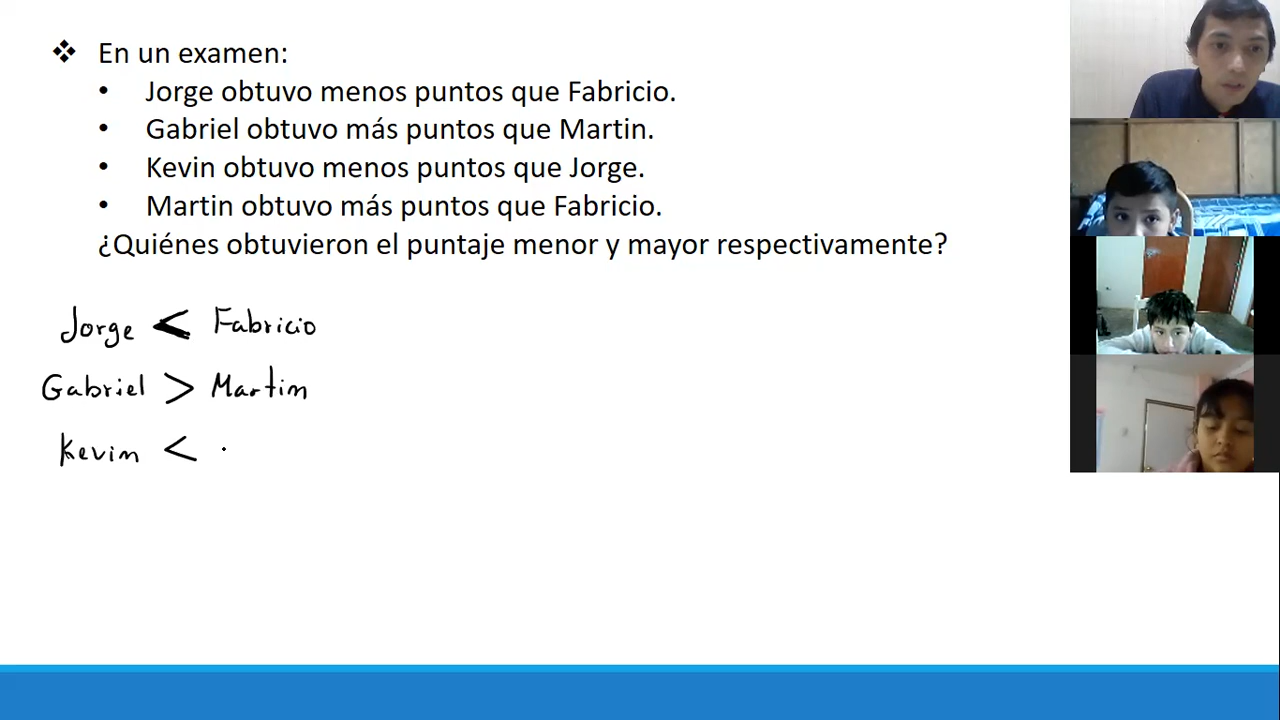 ❖ En un examen:
• Jorge obtuvo menos puntos que Fabricio.
• Gabriel obtuvo más puntos que Martin.
• Kevin obtuvo menos puntos que Jorge.
• Martin obtuvo más puntos que Fabricio.
¿Quiénes obtuvieron el puntaje menor y mayor respectivamente?
Jorge < Fabricio
Gabriel > Martin
Kevin <